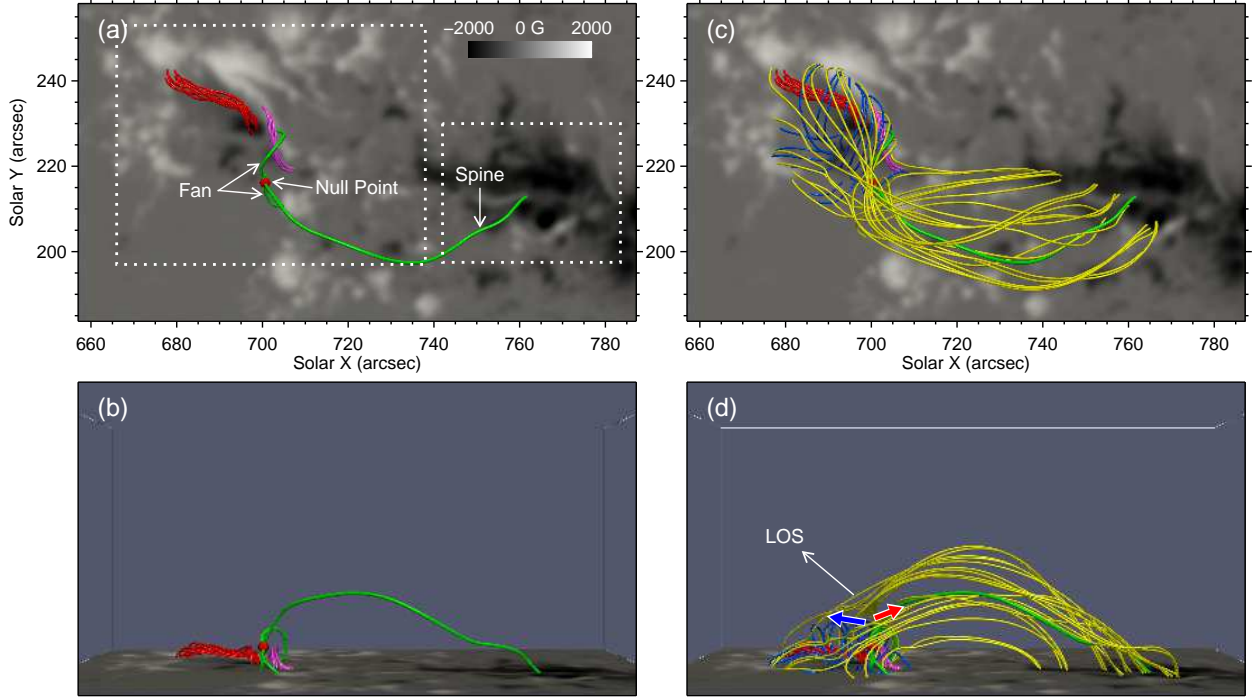 (a)
−2000 0 G 2000
(c)
Solar Y (arcsec)
240
220
200
240
220
200
Fan
Null Point
Spine
660 680 700 720 740 760 780
Solar X (arcsec)
660 680 700 720 740 760 780
Solar X (arcsec)
(b)
(d)
LOS